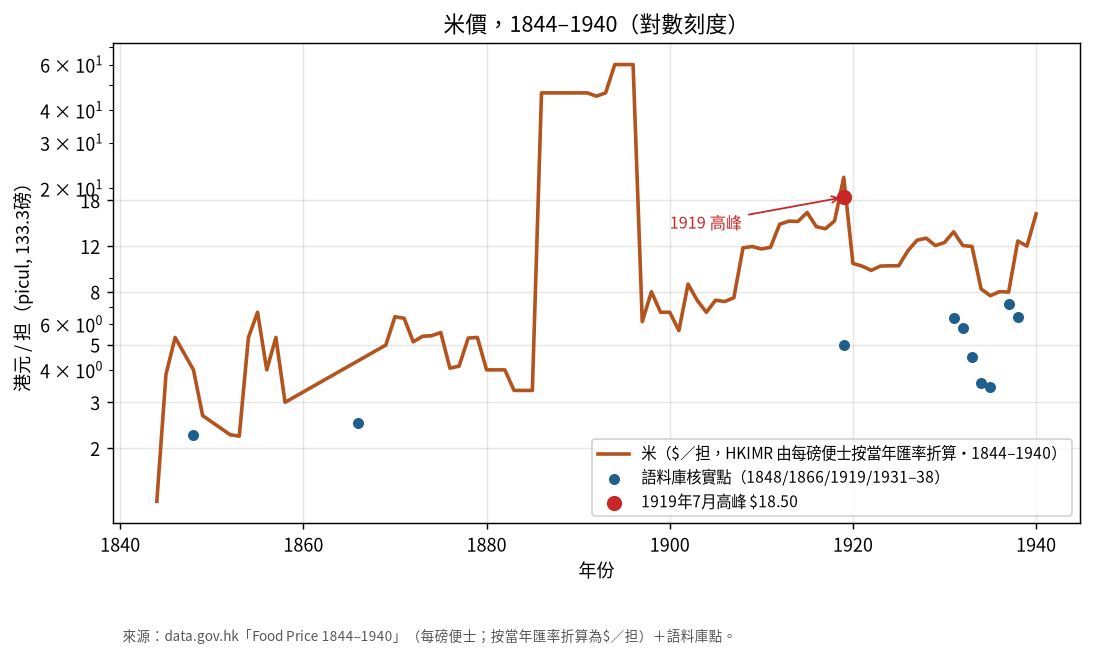 米價，1844–1940（對數刻度）
港元 / 担（picul, 133.3磅）
6 × 10¹
4 × 10¹
3 × 10¹
2 × 10¹
18
12
8
6 × 10⁰
5
4 × 10⁰
3
2
1919 高峰
米（$／担，HKIMR 由每磅便士按當年匯率折算・1844–1940）
語料庫核實點（1848/1866/1919/1931–38）
1919年7月高峰 $18.50
1840 1860 1880 1900 1920 1940
年份
來源：data.gov.hk「Food Price 1844–1940」（每磅便士；按當年匯率折算為$／担）＋語料庫點。